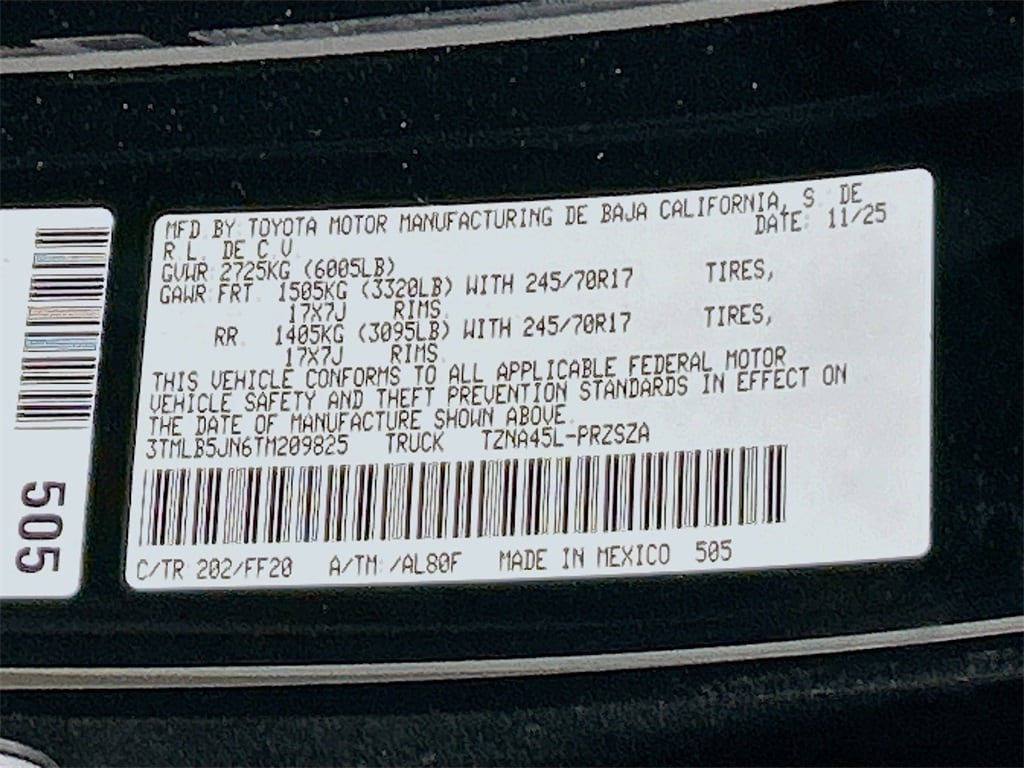 MFD BY: TOYOTA MOTOR MANUFACTURING DE BAJA CALIFORNIA, S. DE
R.L. DE C.V. DATE: 11/25
GVWR 2725KG (6005LB)
GAWR FRT 1505KG (3320LB) WITH 245/70R17 TIRES,
17X7J RIMS
RR 1405KG (3095LB) WITH 245/70R17 TIRES,
17X7J RIMS
THIS VEHICLE CONFORMS TO ALL APPLICABLE FEDERAL MOTOR
VEHICLE SAFETY AND THEFT PREVENTION STANDARDS IN EFFECT ON
THE DATE OF MANUFACTURE SHOWN ABOVE.
3TMLB5JN6TM209825 TRUCK TZNA45L-PRZSZA
C/TR: 202/FF20 A/TM: /AL80F MADE IN MEXICO 505
505